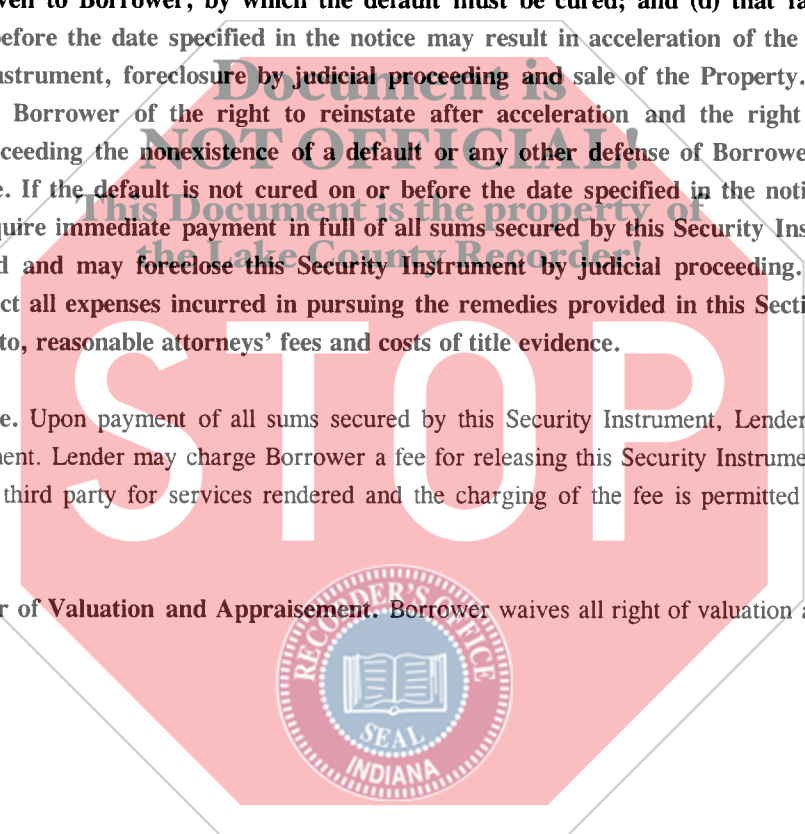 ven to Borrower, by which the default must be cured; and (d) that fa
efore the date specified in the notice may result in acceleration of the
nstrument, foreclosure by judicial proceeding and sale of the Property.
Borrower of the right to reinstate after acceleration and the right
ceeding the nonexistence of a default or any other defense of Borrowe
e. If the default is not cured on or before the date specified in the noti
quire immediate payment in full of all sums secured by this Security Ins
d and may foreclose this Security Instrument by judicial proceeding.
ct all expenses incurred in pursuing the remedies provided in this Secti
to, reasonable attorneys' fees and costs of title evidence.
e. Upon payment of all sums secured by this Security Instrument, Lender
nent. Lender may charge Borrower a fee for releasing this Security Instrume
third party for services rendered and the charging of the fee is permitted
r of Valuation and Appraisement. Borrower waives all right of valuation a
Document is
NOT OFFICIAL!
This Document is the property of
the Lake County Recorder!
STOP
RECORDER'S OFFICE
SEAL
INDIANA